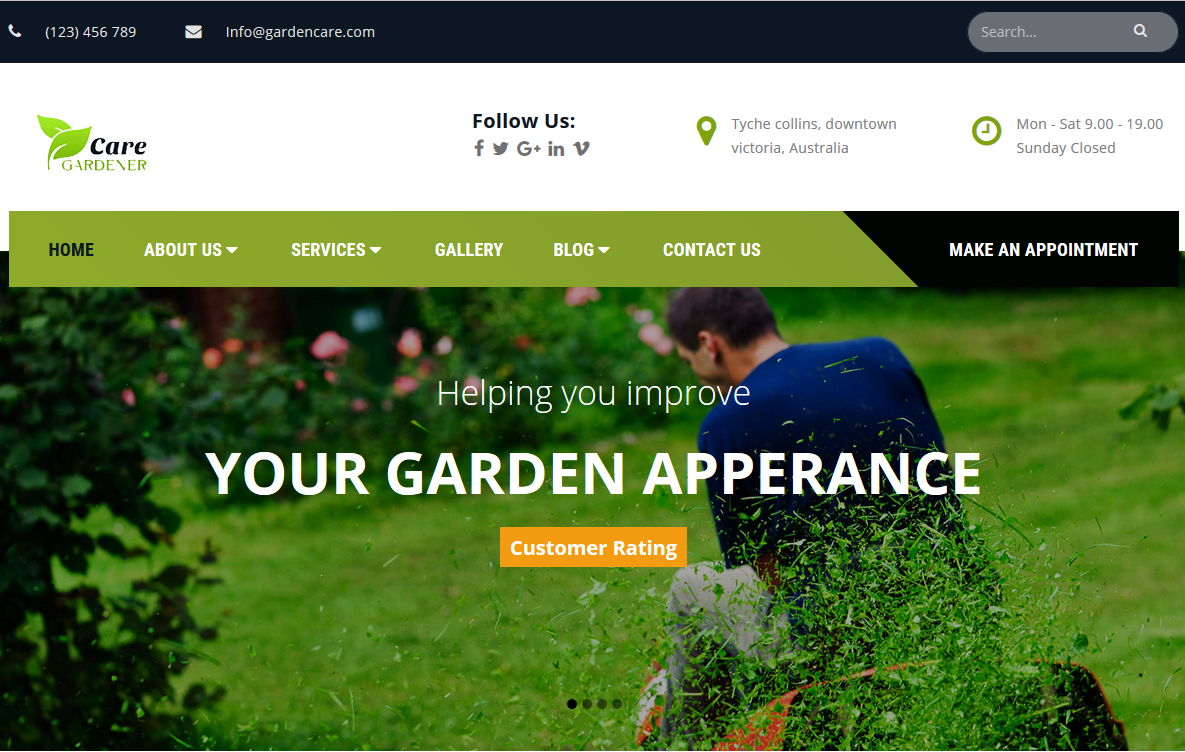 (123) 456 789
Info@gardencare.com
Search...
Care
GARDENER
Follow Us:
Tyche collins, downtown
victoria, Australia
Mon - Sat 9.00 - 19.00
Sunday Closed
HOME
ABOUT US
SERVICES
GALLERY
BLOG
CONTACT US
MAKE AN APPOINTMENT
Helping you improve
YOUR GARDEN APPERANCE
Customer Rating